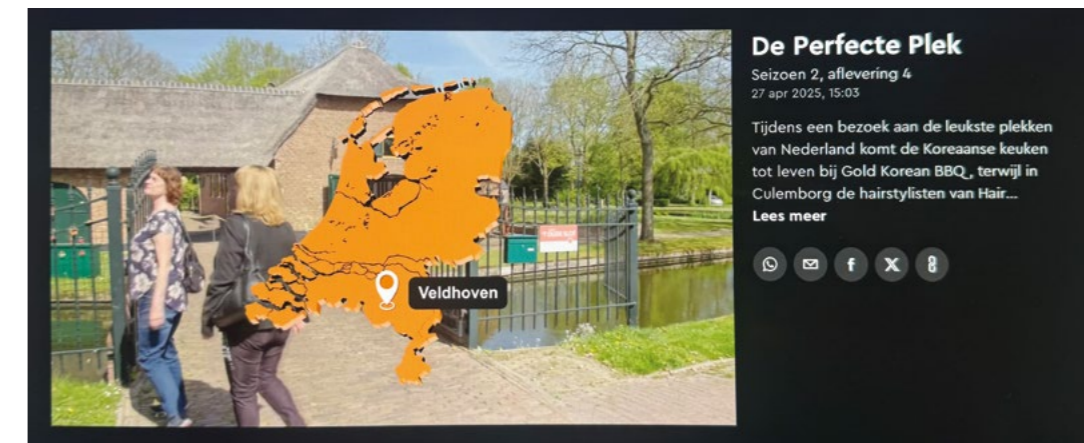 Veldhoven
De Perfecte Plek
Seizoen 2, aflevering 4
27 apr 2025, 15:03
Tijdens een bezoek aan de leukste plekken
van Nederland komt de Koreaanse keuken
tot leven bij Gold Korean BBQ , terwijl in
Culemborg de hairstylisten van Hair...
Lees meer